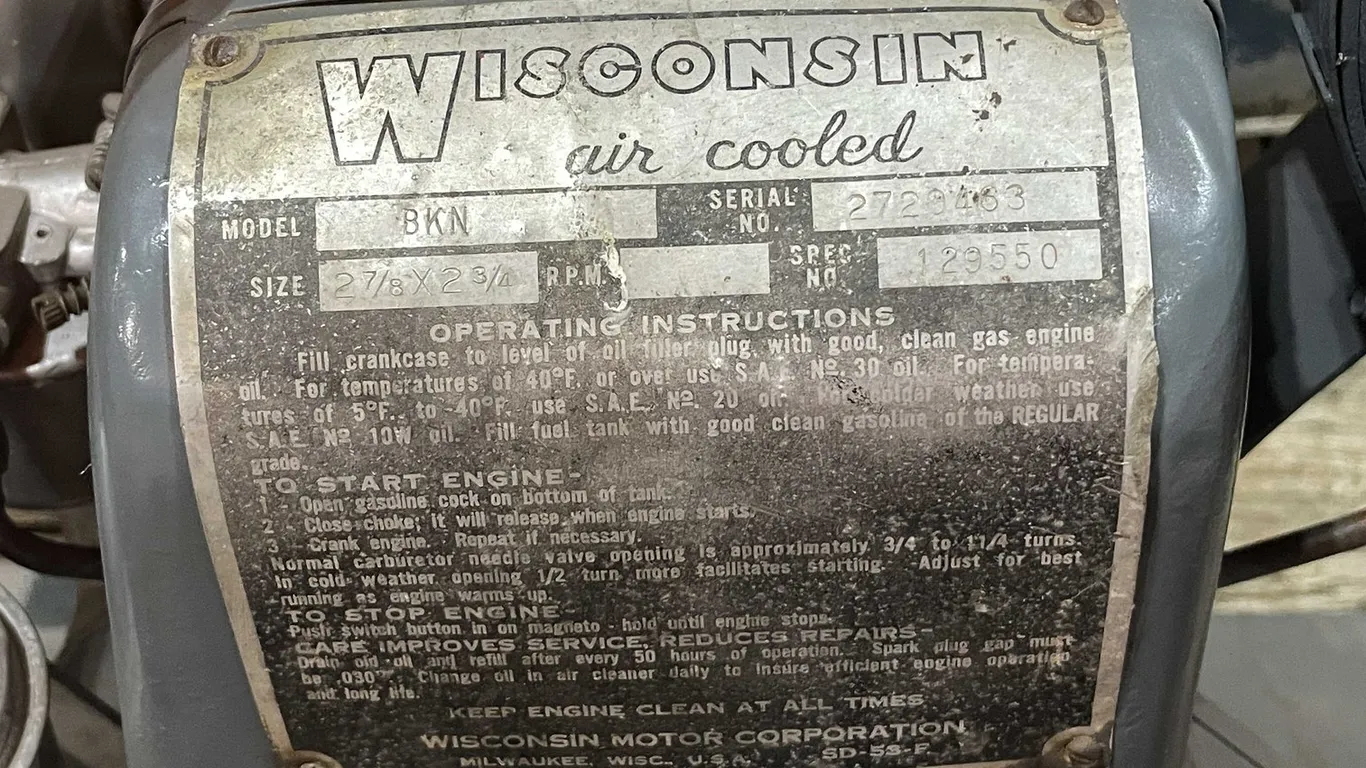 WISCONSIN
air cooled
MODEL BKN SERIAL NO. 2729463
SIZE 2 7/8 X 2 3/4 R.P.M. SPEC NO. 129550
OPERATING INSTRUCTIONS
Fill crankcase to level of oil filler plug, with good, clean gas engine
oil. For temperatures of 40°F. or over use S.A.E. Nº. 30 oil. For tempera-
tures of 5°F. to 40°F. use S.A.E. Nº. 20 oil. For colder weather use
S.A.E. Nº 10W oil. Fill fuel tank with good clean gasoline of the REGULAR
grade.
TO START ENGINE-
1 - Open gasoline cock on bottom of tank.
2 - Close choke; it will release when engine starts.
3 - Crank engine. Repeat if necessary.
Normal carburetor needle valve opening is approximately 3/4 to 1 1/4 turns.
In cold weather opening 1/2 turn more facilitates starting. Adjust for best
running as engine warms up.
TO STOP ENGINE-
Push switch button in on magneto - hold until engine stops.
CARE IMPROVES SERVICE, REDUCES REPAIRS-
Drain old oil and refill after every 50 hours of operation. Spark plug gap must
be .030". Change oil in air cleaner daily to insure efficient engine operation
and long life.
KEEP ENGINE CLEAN AT ALL TIMES
WISCONSIN MOTOR CORPORATION
MILWAUKEE, WISC., U.S.A. SD-53-F